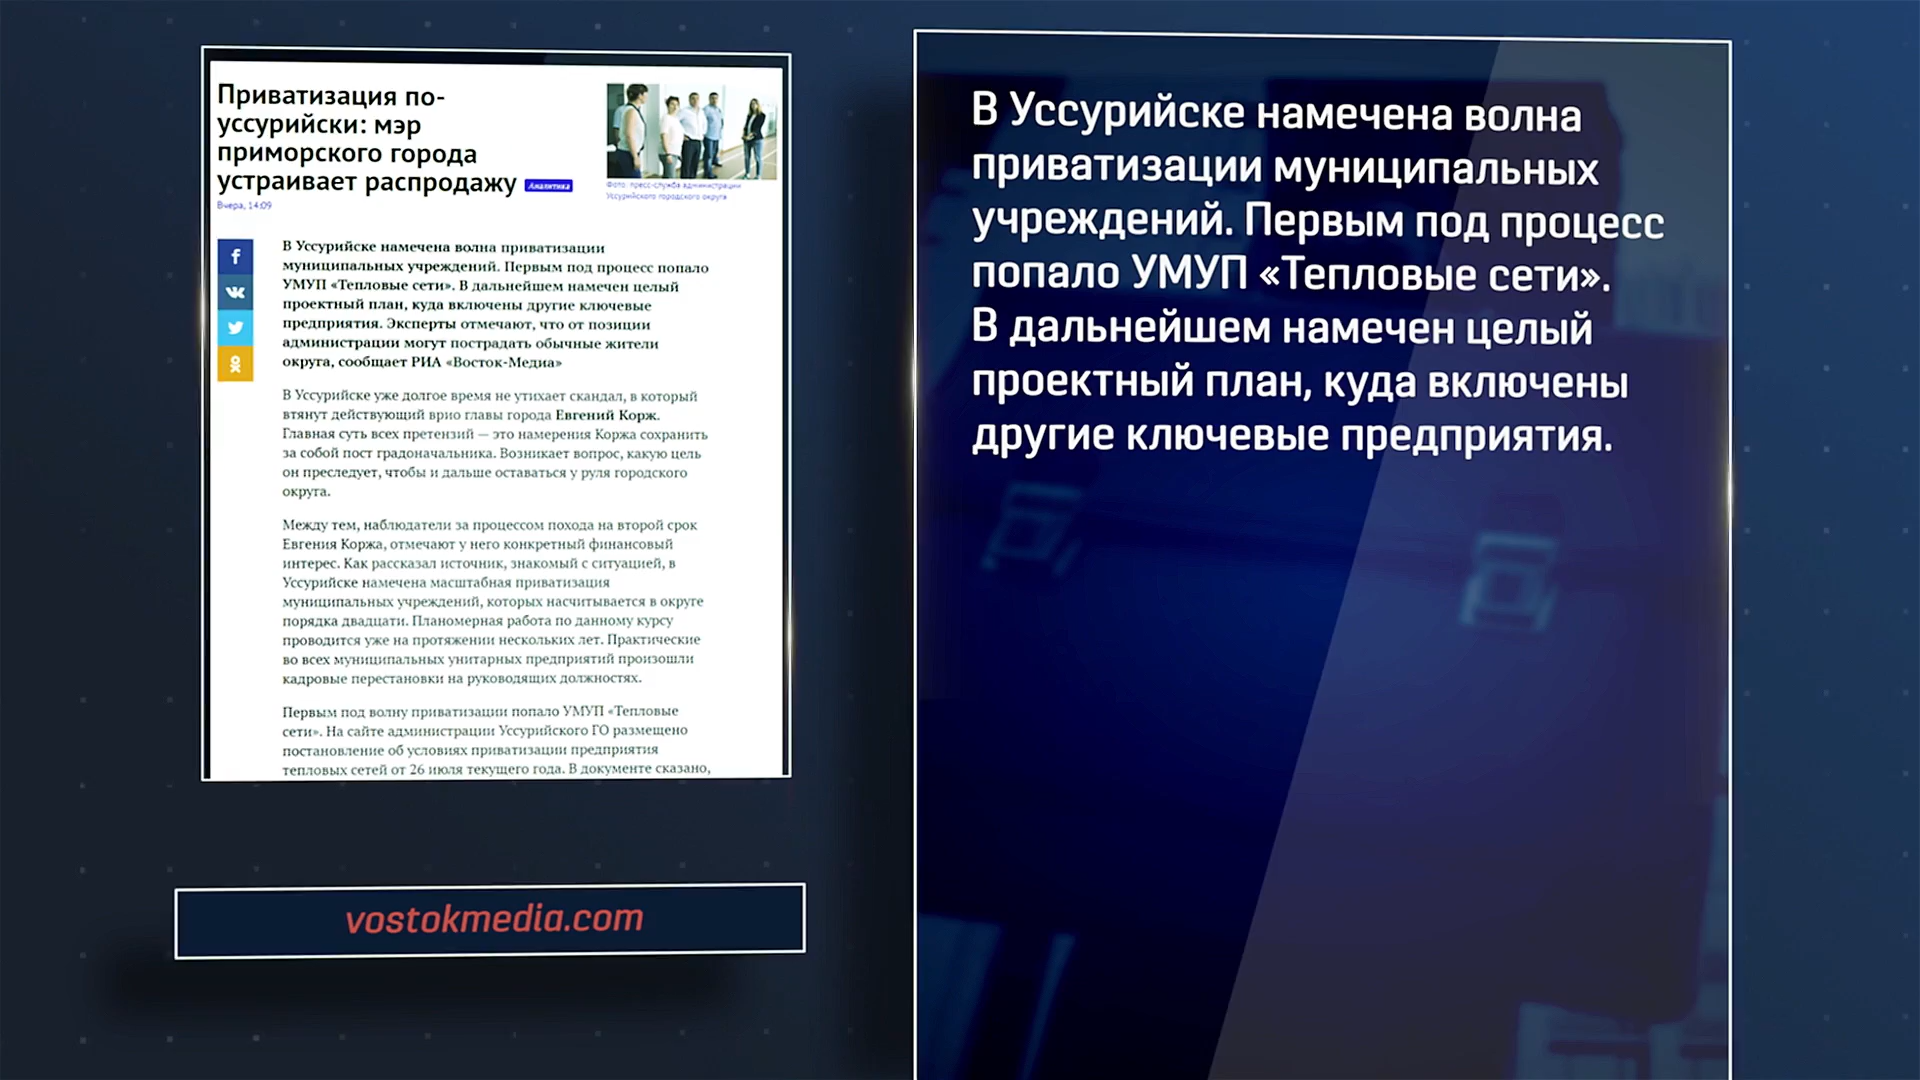 Приватизация по-
уссурийски: мэр
приморского города
устраивает распродажу Аналитика
Вчера, 14:09
Фото: пресс-служба администрации
Уссурийского городского округа
В Уссурийске намечена волна приватизации
муниципальных учреждений. Первым под процесс попало
УМУП «Тепловые сети». В дальнейшем намечен целый
проектный план, куда включены другие ключевые
предприятия. Эксперты отмечают, что от позиции
администрации могут пострадать обычные жители
округа, сообщает РИА «Восток-Медиа»
В Уссурийске уже долгое время не утихает скандал, в который
втянут действующий врио главы города Евгений Корж.
Главная суть всех претензий — это намерения Коржа сохранить
за собой пост градоначальника. Возникает вопрос, какую цель
он преследует, чтобы и дальше оставаться у руля городского
округа.
Между тем, наблюдатели за процессом похода на второй срок
Евгения Коржа, отмечают у него конкретный финансовый
интерес. Как рассказал источник, знакомый с ситуацией, в
Уссурийске намечена масштабная приватизация
муниципальных учреждений, которых насчитывается в округе
порядка двадцати. Планомерная работа по данному курсу
проводится уже на протяжении нескольких лет. Практические
во всех муниципальных унитарных предприятий произошли
кадровые перестановки на руководящих должностях.
Первым под волну приватизации попало УМУП «Тепловые
сети». На сайте администрации Уссурийского ГО размещено
постановление об условиях приватизации предприятия
тепловых сетей от 26 июля текущего года. В документе сказано,
vostokmedia.com
В Уссурийске намечена волна
приватизации муниципальных
учреждений. Первым под процесс
попало УМУП «Тепловые сети».
В дальнейшем намечен целый
проектный план, куда включены
другие ключевые предприятия.